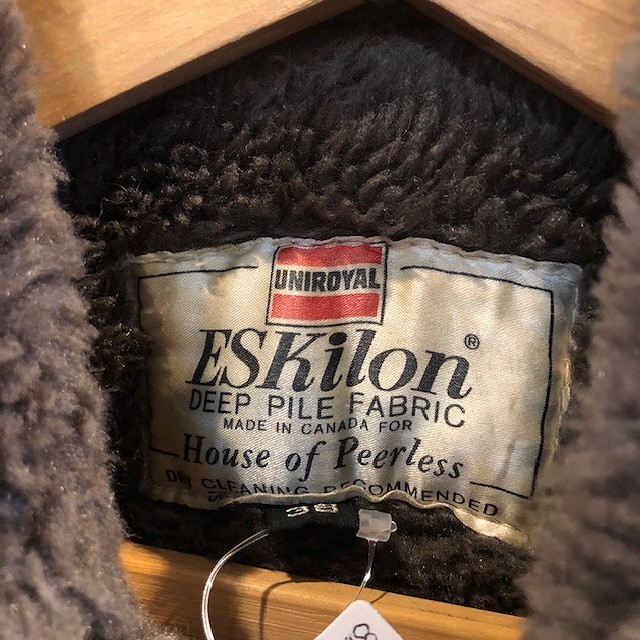 UNIROYAL
ESKilon®
DEEP PILE FABRIC
MADE IN CANADA FOR
House of Peerless
DRY CLEANING RECOMMENDED
38